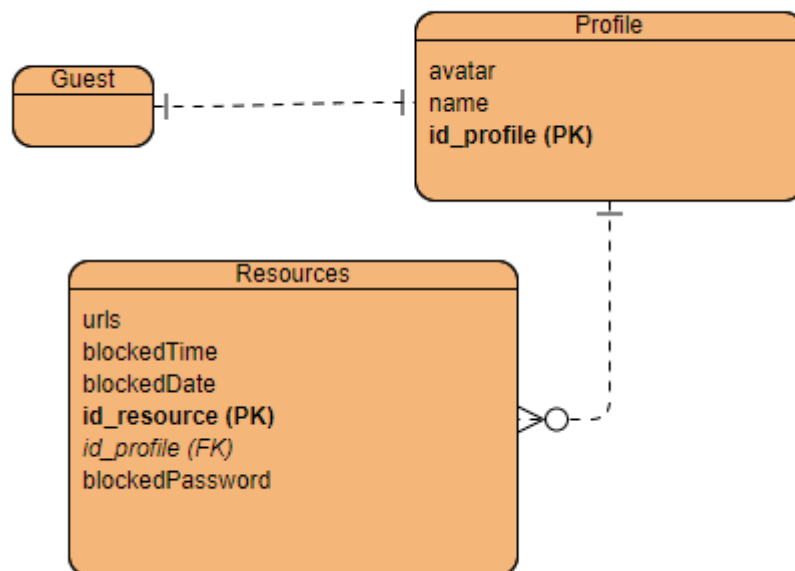 Guest
Profile
avatar
name
id_profile (PK)
Resources
urls
blockedTime
blockedDate
id_resource (PK)
id_profile (FK)
blockedPassword